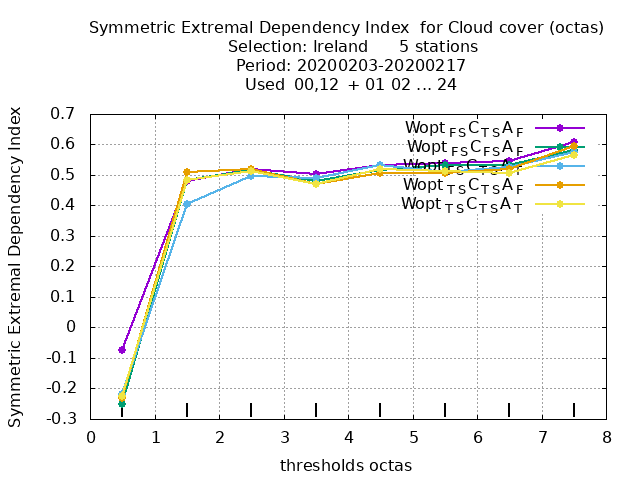 Symmetric Extremal Dependency Index for Cloud cover (octas)
Selection: Ireland 5 stations
Period: 20200203-20200217
Used 00,12 + 01 02 ... 24
Symmetric Extremal Dependency Index
0.7
0.6
0.5
0.4
0.3
0.2
0.1
0
-0.1
-0.2
-0.3
Wopt FS C TS A F
Wopt FS C FS A F
Wopt
Wopt TS C TS A F
Wopt TS C TS A T
0 1 2 3 4 5 6 7 8
thresholds octas